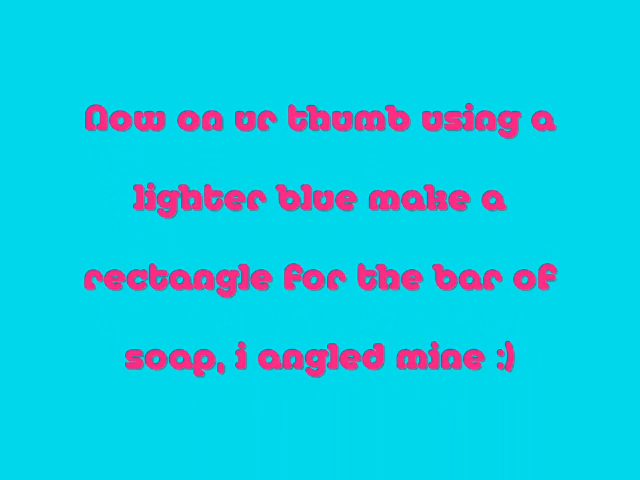 Now on ur thumb using a
lighter blue make a
rectangle for the bar of
soap, i angled mine :)